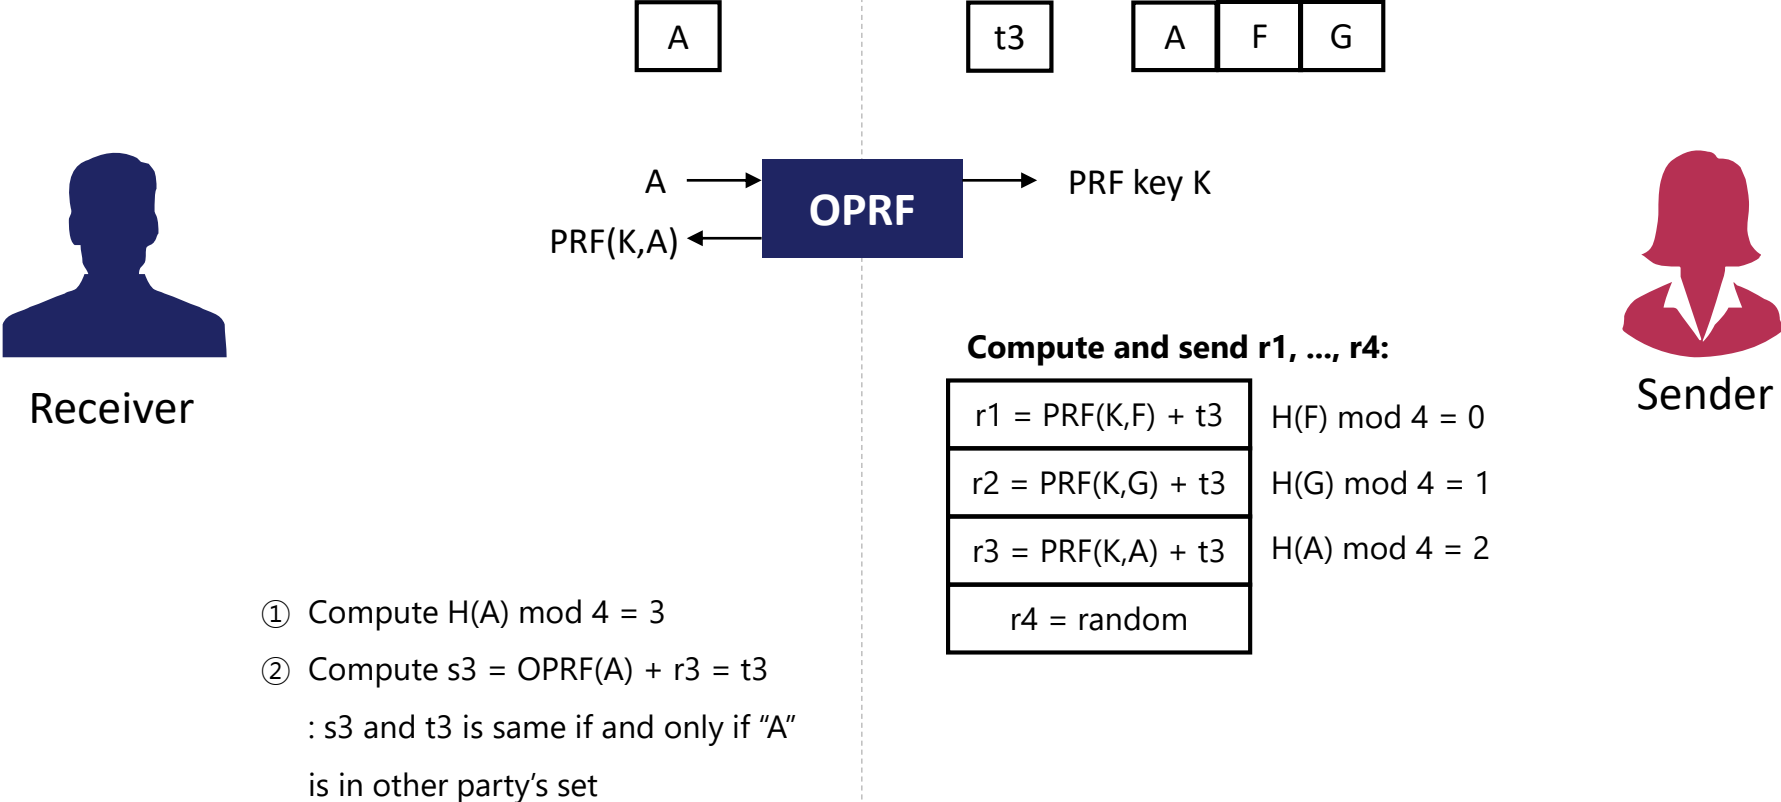 A
t3
A F G
A
OPRF
PRF key K
PRF(K,A)
Receiver
Sender
Compute and send r1, ..., r4:
r1 = PRF(K,F) + t3
H(F) mod 4 = 0
r2 = PRF(K,G) + t3
H(G) mod 4 = 1
r3 = PRF(K,A) + t3
H(A) mod 4 = 2
r4 = random
① Compute H(A) mod 4 = 3
② Compute s3 = OPRF(A) + r3 = t3
: s3 and t3 is same if and only if “A”
is in other party’s set